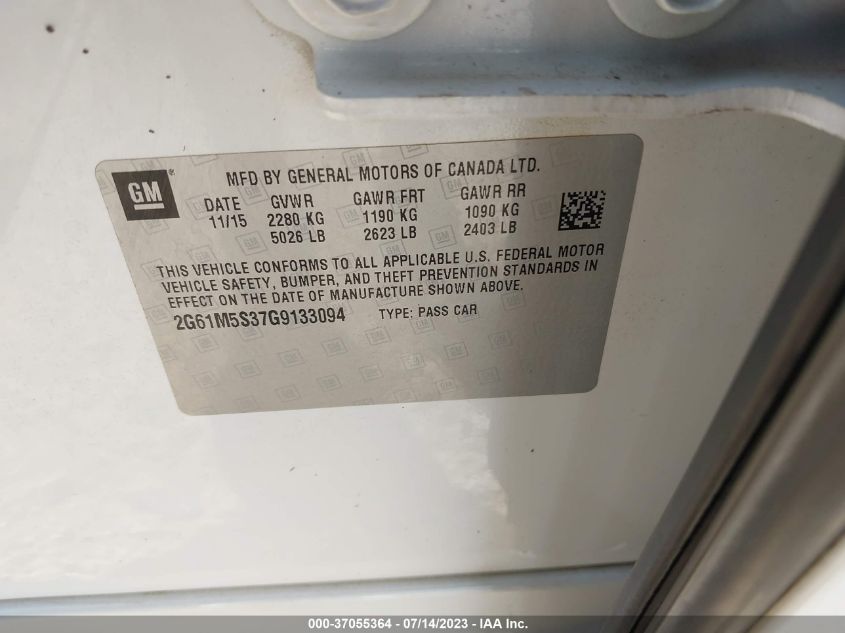 GM
MFD BY GENERAL MOTORS OF CANADA LTD.
DATE GVWR GAWR FRT GAWR RR
11/15 2280 KG 1190 KG 1090 KG
5026 LB 2623 LB 2403 LB
THIS VEHICLE CONFORMS TO ALL APPLICABLE U.S. FEDERAL MOTOR
VEHICLE SAFETY, BUMPER, AND THEFT PREVENTION STANDARDS IN
EFFECT ON THE DATE OF MANUFACTURE SHOWN ABOVE.
2G61M5S37G9133094 TYPE: PASS CAR
000-37055364 - 07/14/2023 - IAA Inc.